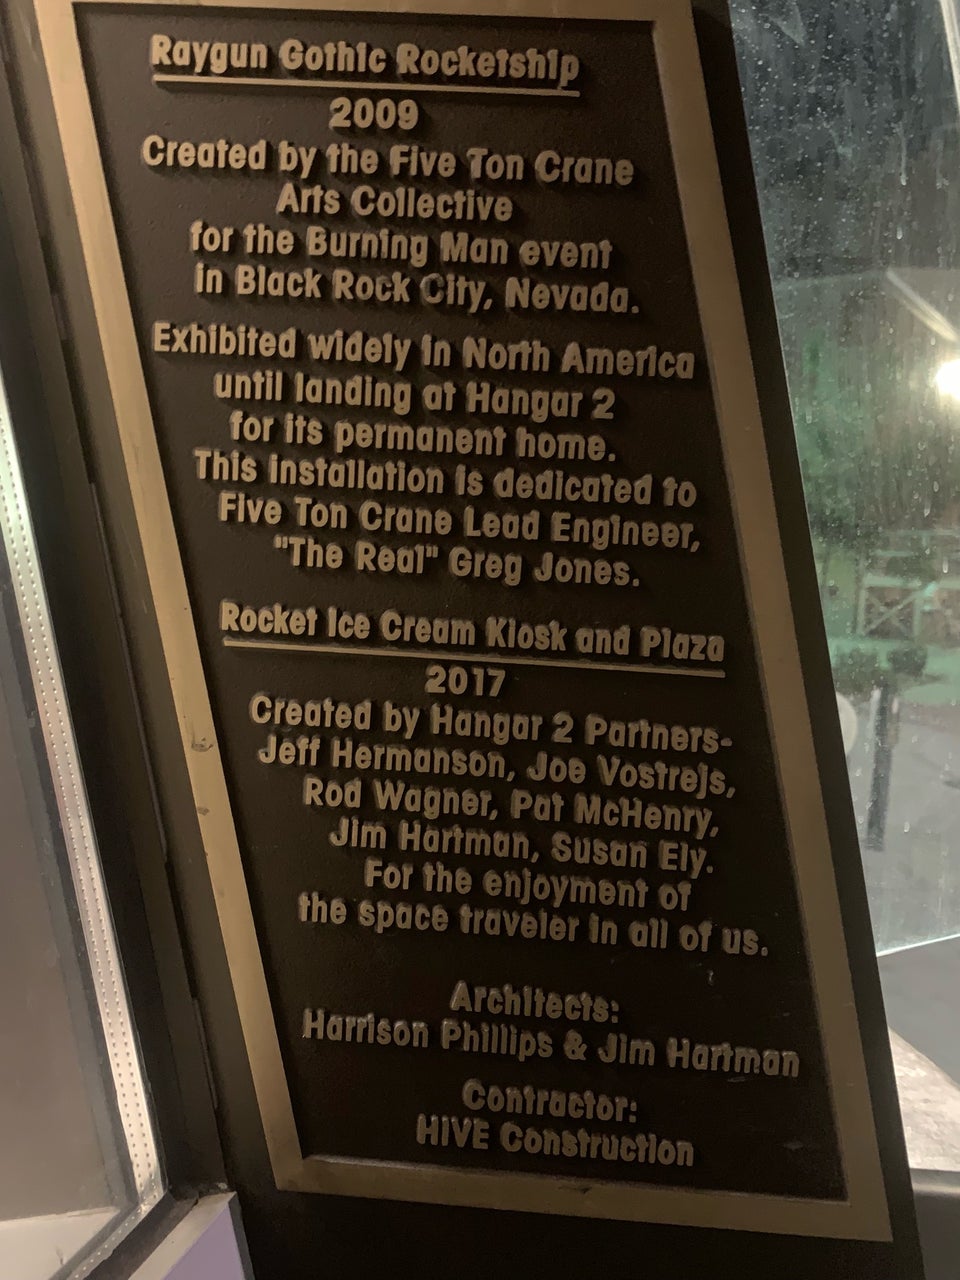 Raygun Gothic Rocketship
2009
Created by the Five Ton Crane
Arts Collective
for the Burning Man event
in Black Rock City, Nevada.
Exhibited widely in North America
until landing at Hangar 2
for its permanent home.
This installation is dedicated to
Five Ton Crane Lead Engineer,
"The Real" Greg Jones.
Rocket Ice Cream Kiosk and Plaza
2017
Created by Hangar 2 Partners-
Jeff Hermanson, Joe Vostrejs,
Rod Wagner, Pat McHenry,
Jim Hartman, Susan Ely.
For the enjoyment of
the space traveler in all of us.
Architects:
Harrison Phillips & Jim Hartman
Contractor:
HIVE Construction